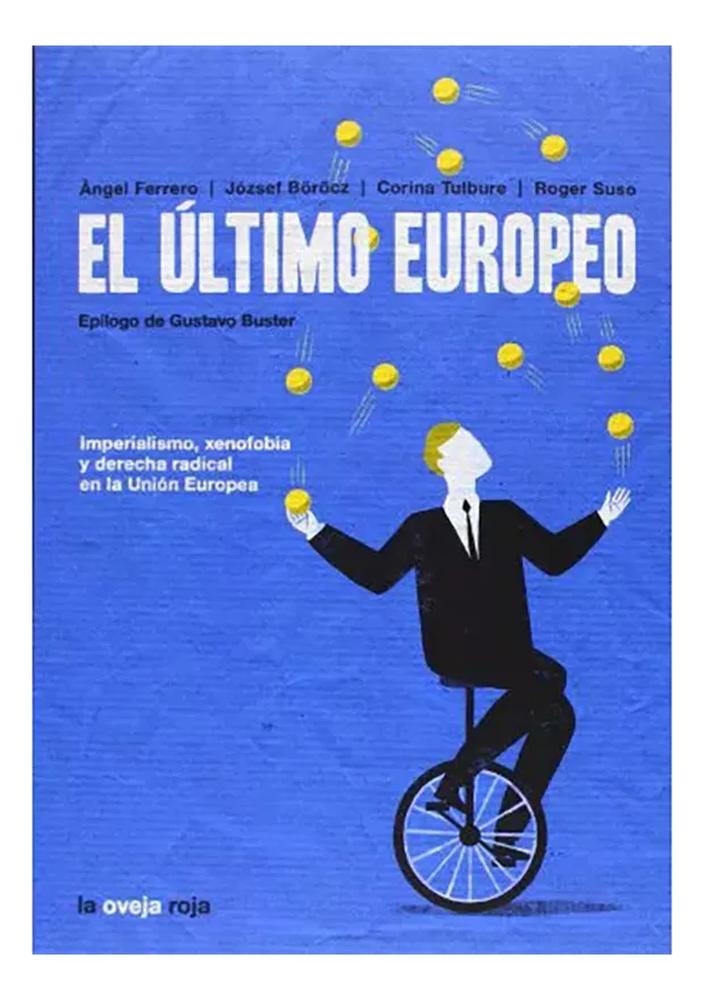 Àngel Ferrero | József Böröcz | Corina Tulbure | Roger Suso
EL ÚLTIMO EUROPEO
Epílogo de Gustavo Buster
Imperialismo, xenofobia
y derecha radical
en la Unión Europea
la oveja roja